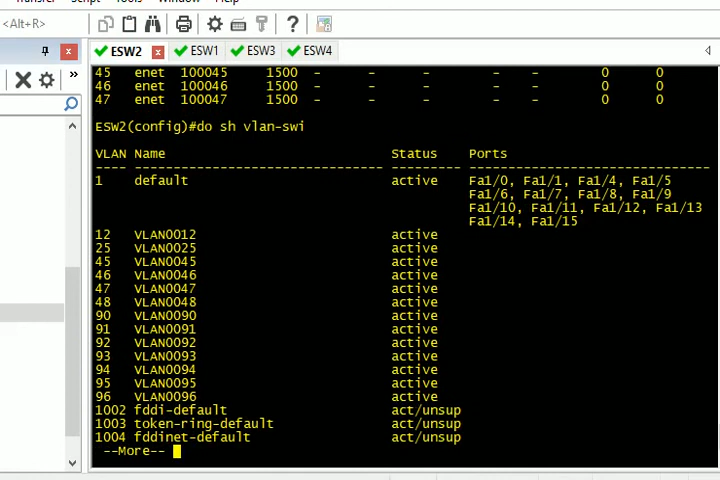 Transfer Script Tools Window Help
<Alt+R>
ESW2 ESW1 ESW3 ESW4
45 enet 100045 1500 - - - - - 0 0
46 enet 100046 1500 - - - - - 0 0
47 enet 100047 1500 - - - - - 0 0
ESW2(config)#do sh vlan-swi
VLAN Name Status Ports
---- -------------------------------- --------- -------------------------------
1 default active Fa1/0, Fa1/1, Fa1/4, Fa1/5
Fa1/6, Fa1/7, Fa1/8, Fa1/9
Fa1/10, Fa1/11, Fa1/12, Fa1/13
Fa1/14, Fa1/15
12 VLAN0012 active
25 VLAN0025 active
45 VLAN0045 active
46 VLAN0046 active
47 VLAN0047 active
48 VLAN0048 active
90 VLAN0090 active
91 VLAN0091 active
92 VLAN0092 active
93 VLAN0093 active
94 VLAN0094 active
95 VLAN0095 active
96 VLAN0096 active
1002 fddi-default act/unsup
1003 token-ring-default act/unsup
1004 fddinet-default act/unsup
--More--